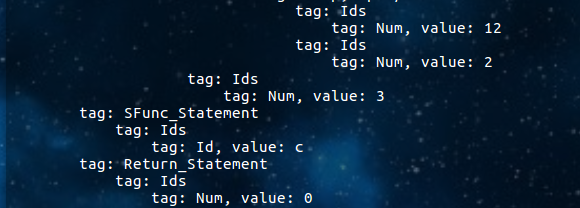 tag: Ids
tag: Num, value: 12
tag: Ids
tag: Num, value: 2
tag: Ids
tag: Num, value: 3
tag: SFunc_Statement
tag: Ids
tag: Id, value: c
tag: Return_Statement
tag: Ids
tag: Num, value: 0